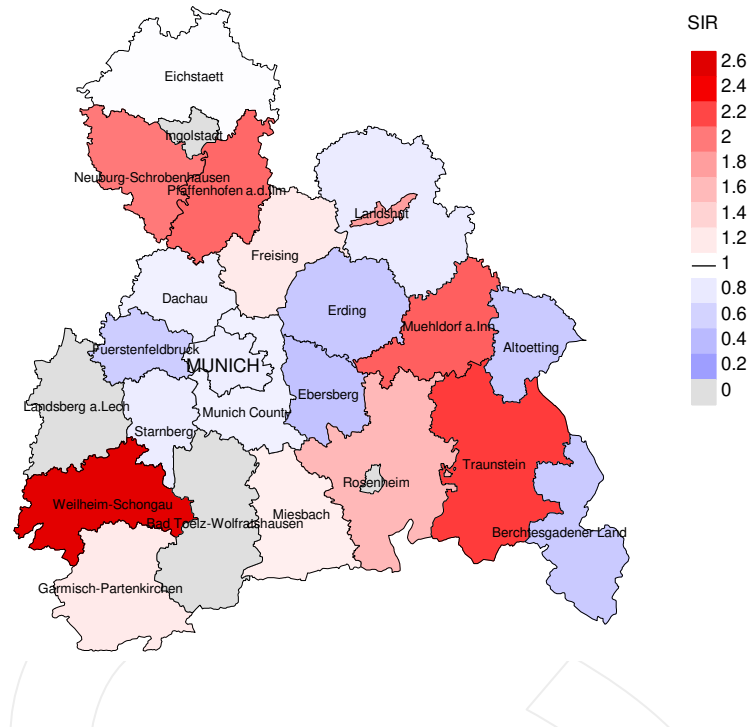 SIR
2.6
2.4
2.2
2
1.8
1.6
1.4
1.2
1
0.8
0.6
0.4
0.2
0
Eichstaett
Ingolstadt
Neuburg-Schrobenhausen
Pfaffenhofen a.d.Ilm
Landshut
Freising
Dachau
Erding
Muehldorf a.Inn
Altoetting
Fuerstenfeldbruck
MUNICH
Ebersberg
Landsberg a.Lech
Munich County
Starnberg
Traunstein
Rosenheim
Weilheim-Schongau
Miesbach
Bad Toelz-Wolfratshausen
Berchtesgadener Land
Garmisch-Partenkirchen